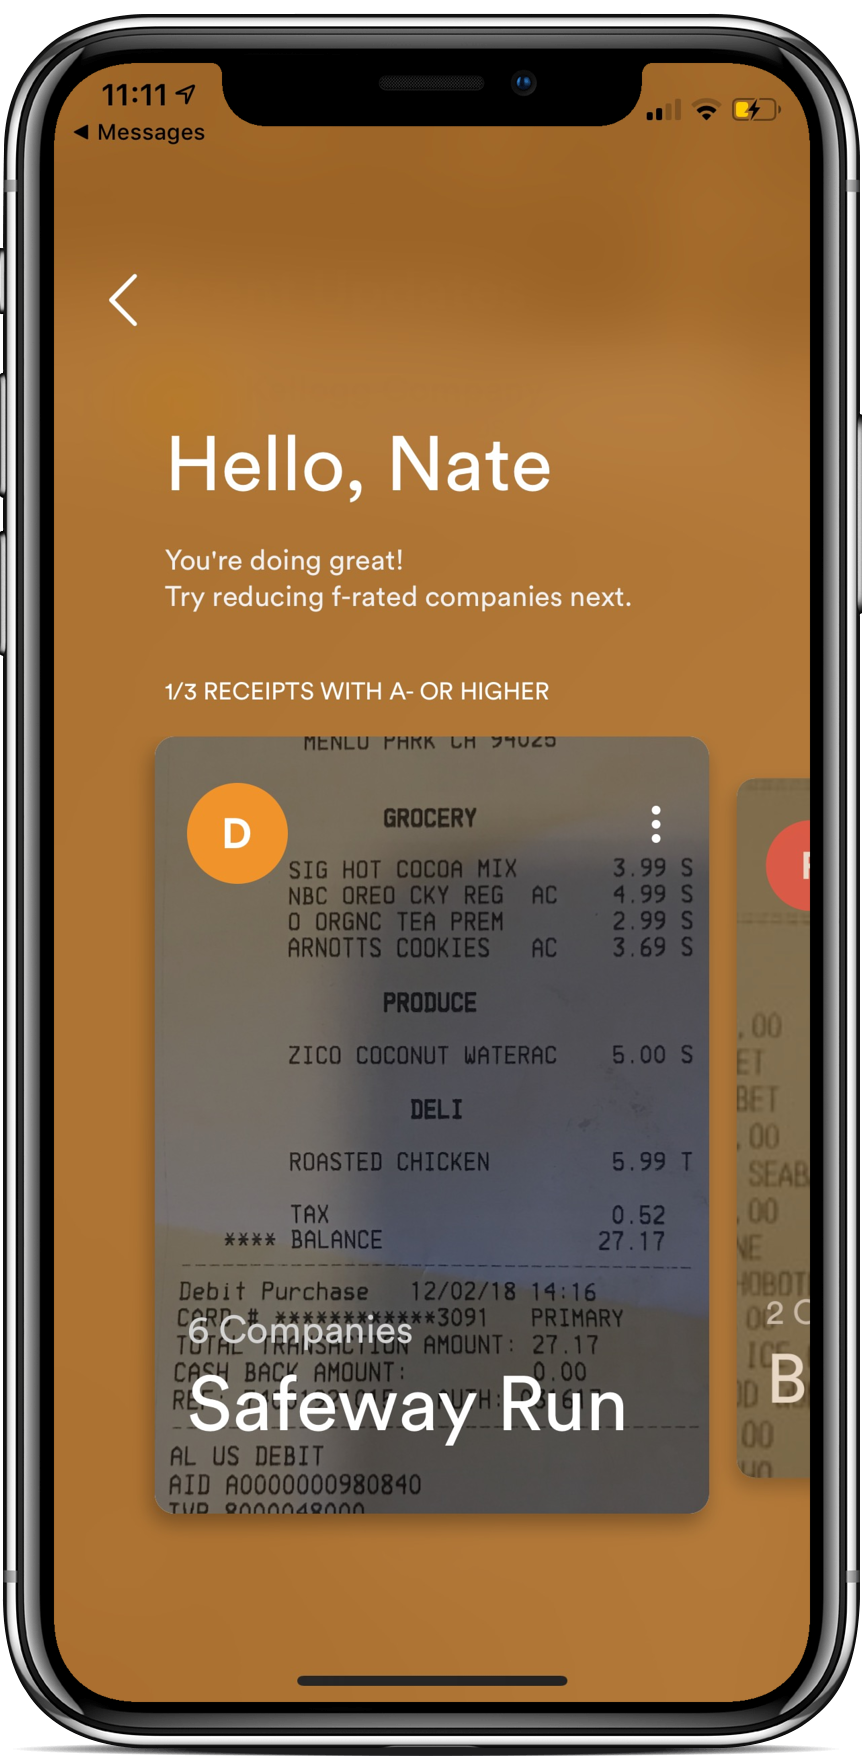 11:11
◀ Messages
Hello, Nate
You're doing great!
Try reducing f-rated companies next.
1/3 RECEIPTS WITH A- OR HIGHER
MENLO PARK CA 94025
D
GROCERY
SIG HOT COCOA MIX 3.99 S
NBC OREO CKY REG AC 4.99 S
O ORGNC TEA PREM 2.99 S
ARNOTTS COOKIES AC 3.69 S
PRODUCE
ZICO COCONUT WATERAC 5.00 S
DELI
ROASTED CHICKEN 5.99 T
TAX 0.52
**** BALANCE 27.17
Debit Purchase 12/02/18 14:16
CARD # ************3091 PRIMARY
6 Companies
TOTAL TRANSACTION AMOUNT: 27.17
CASH BACK AMOUNT: 0.00
Safeway Run
AL US DEBIT
AID A0000000980840
TVR 8000048000
.00
ET
BET
.00
SEAB
.00
NE
HOBOT
2 C
B
00